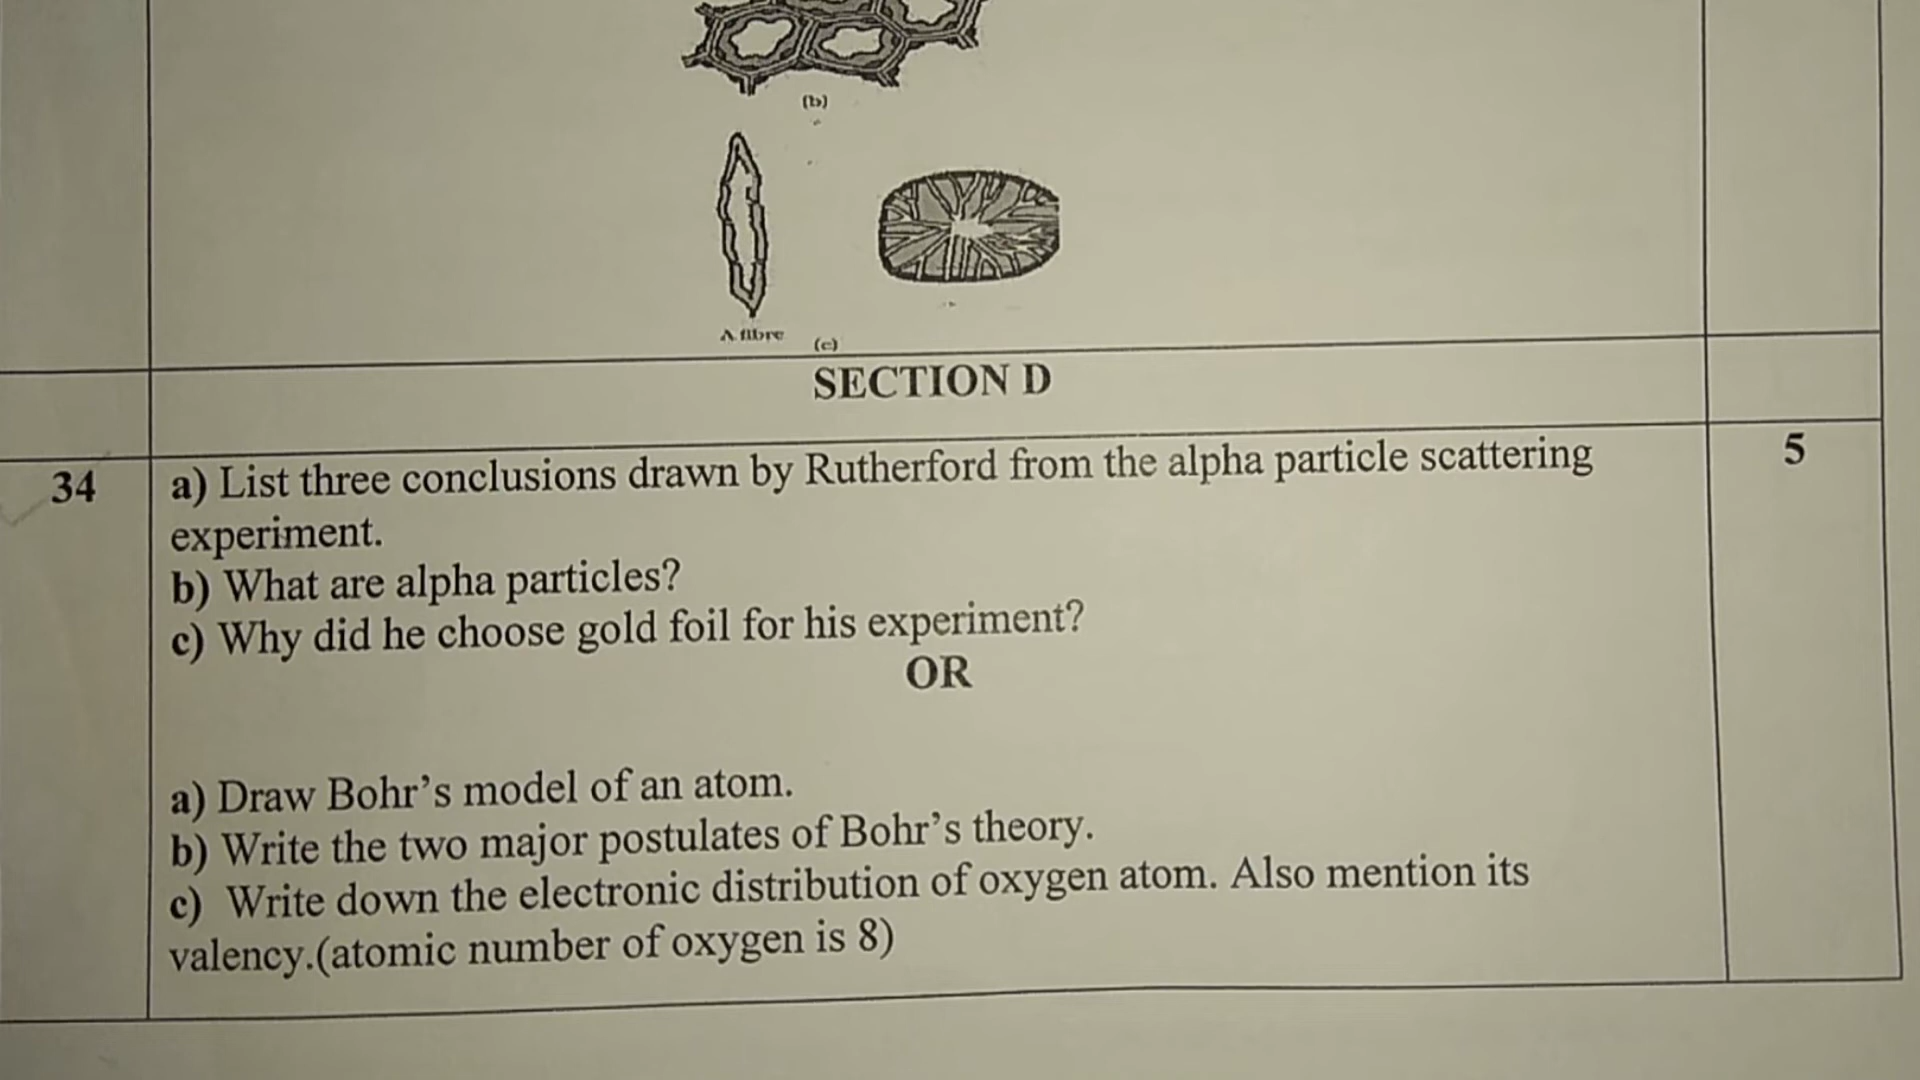 (b)
A fibre
(c)
SECTION D
34 a) List three conclusions drawn by Rutherford from the alpha particle scattering 5
experiment.
b) What are alpha particles?
c) Why did he choose gold foil for his experiment?
OR
a) Draw Bohr's model of an atom.
b) Write the two major postulates of Bohr's theory.
c) Write down the electronic distribution of oxygen atom. Also mention its
valency.(atomic number of oxygen is 8)